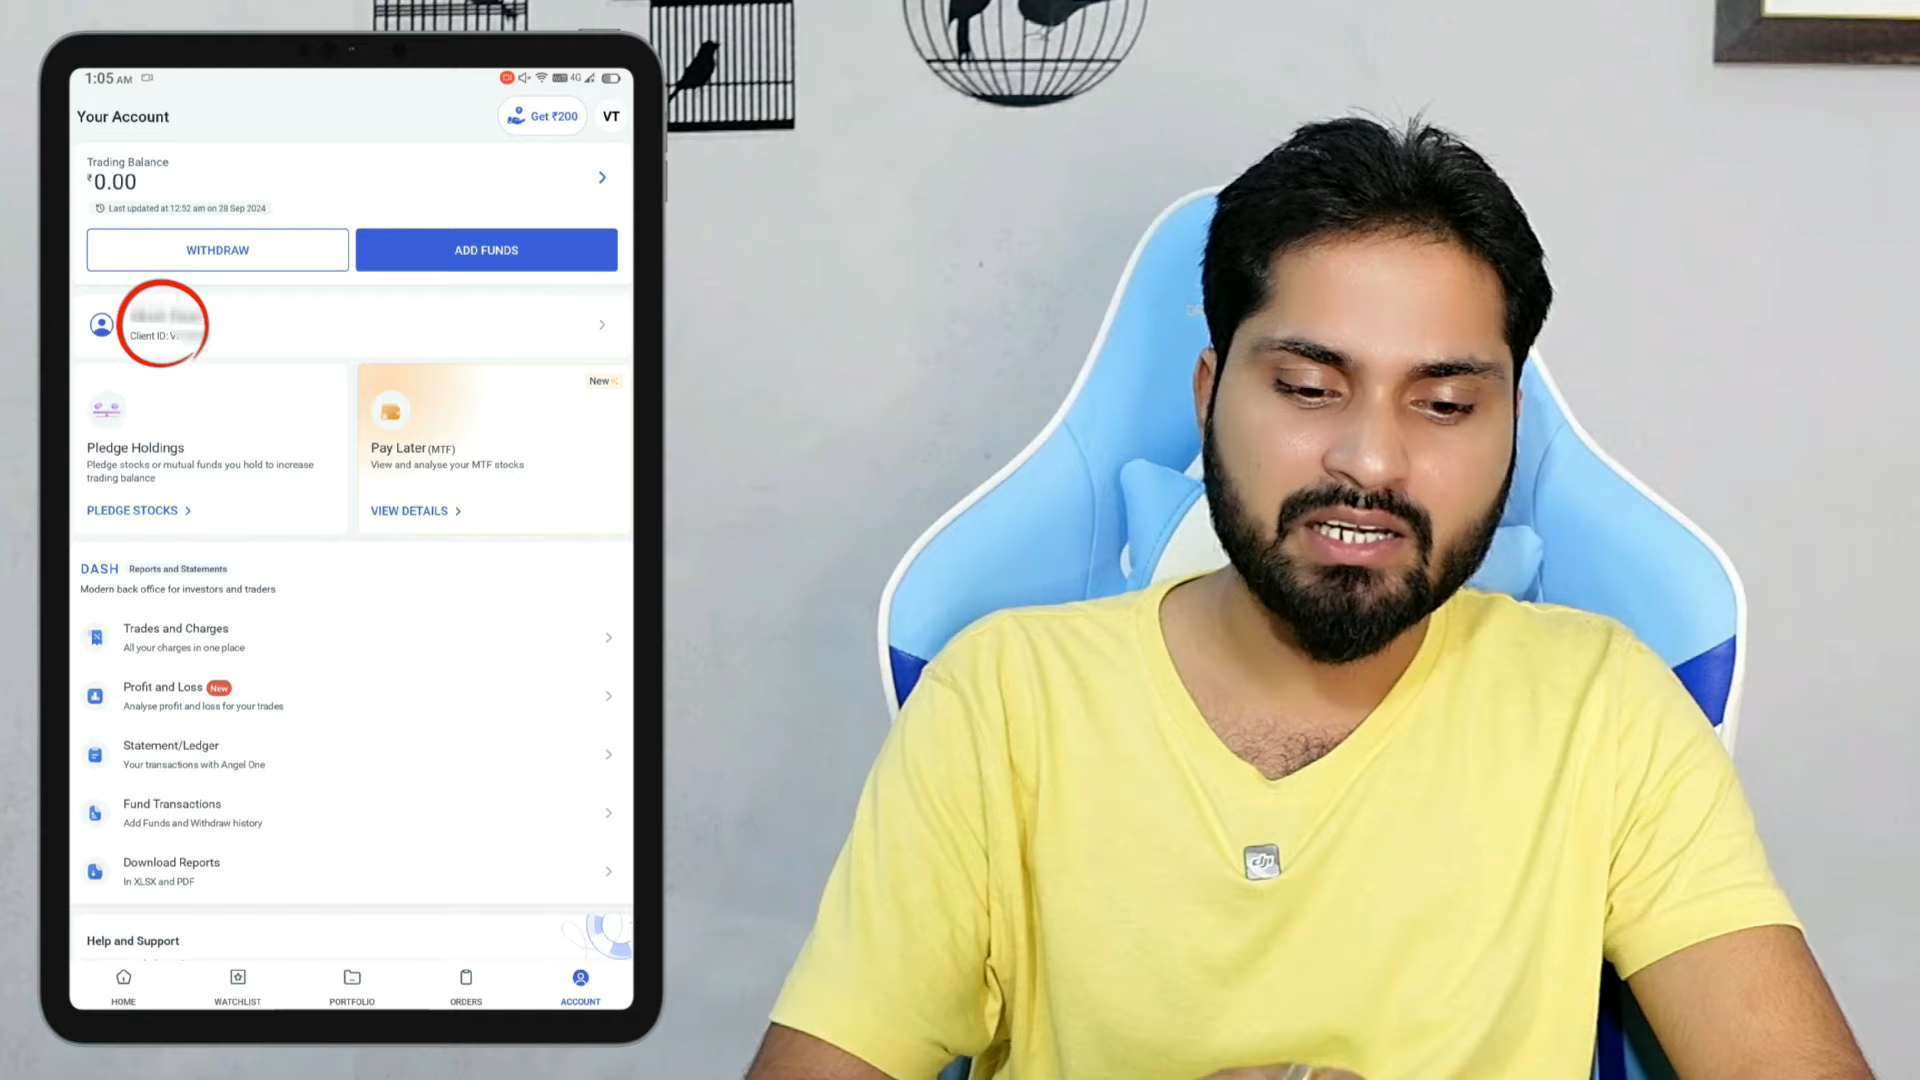 1:05 AM
4G
Your Account
Get ₹200
VT
Trading Balance
₹0.00
Last updated at 12:52 am on 28 Sep 2024
WITHDRAW
ADD FUNDS
Client ID: V
New
Pledge Holdings
Pledge stocks or mutual funds you hold to increase
trading balance
PLEDGE STOCKS
Pay Later (MTF)
View and analyse your MTF stocks
VIEW DETAILS
DASH Reports and Statements
Modern back office for investors and traders
Trades and Charges
All your charges in one place
Profit and Loss New
Analyse profit and loss for your trades
Statement/Ledger
Your transactions with Angel One
Fund Transactions
Add Funds and Withdraw history
Download Reports
In XLSX and PDF
Help and Support
HOME
WATCHLIST
PORTFOLIO
ORDERS
ACCOUNT
dji